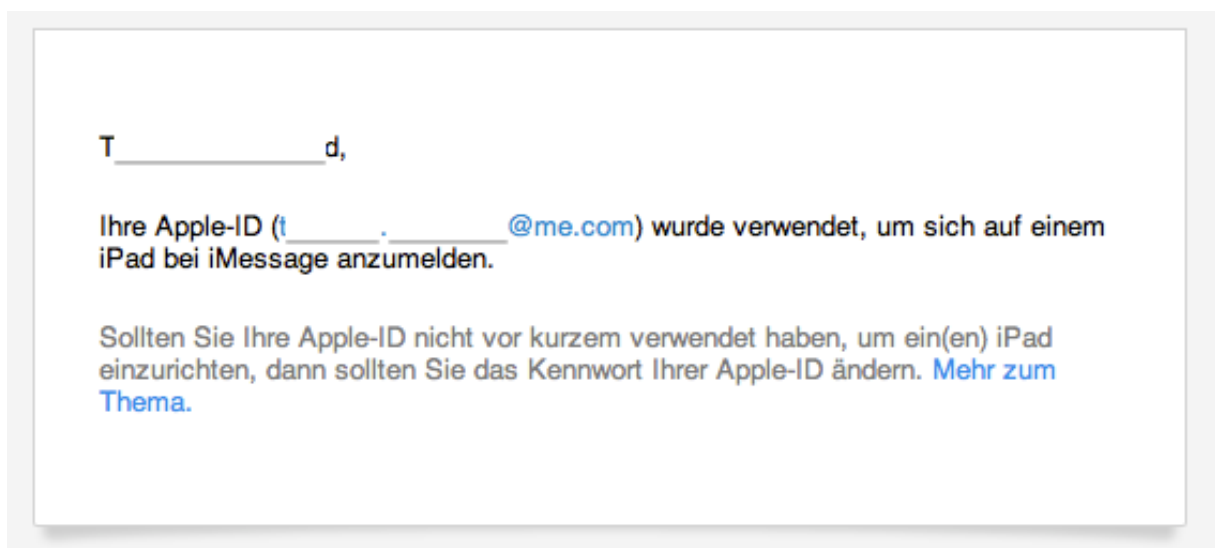 T_______________d,
Ihre Apple-ID (t______.________@me.com) wurde verwendet, um sich auf einem
iPad bei iMessage anzumelden.
Sollten Sie Ihre Apple-ID nicht vor kurzem verwendet haben, um ein(en) iPad
einzurichten, dann sollten Sie das Kennwort Ihrer Apple-ID ändern. Mehr zum
Thema.